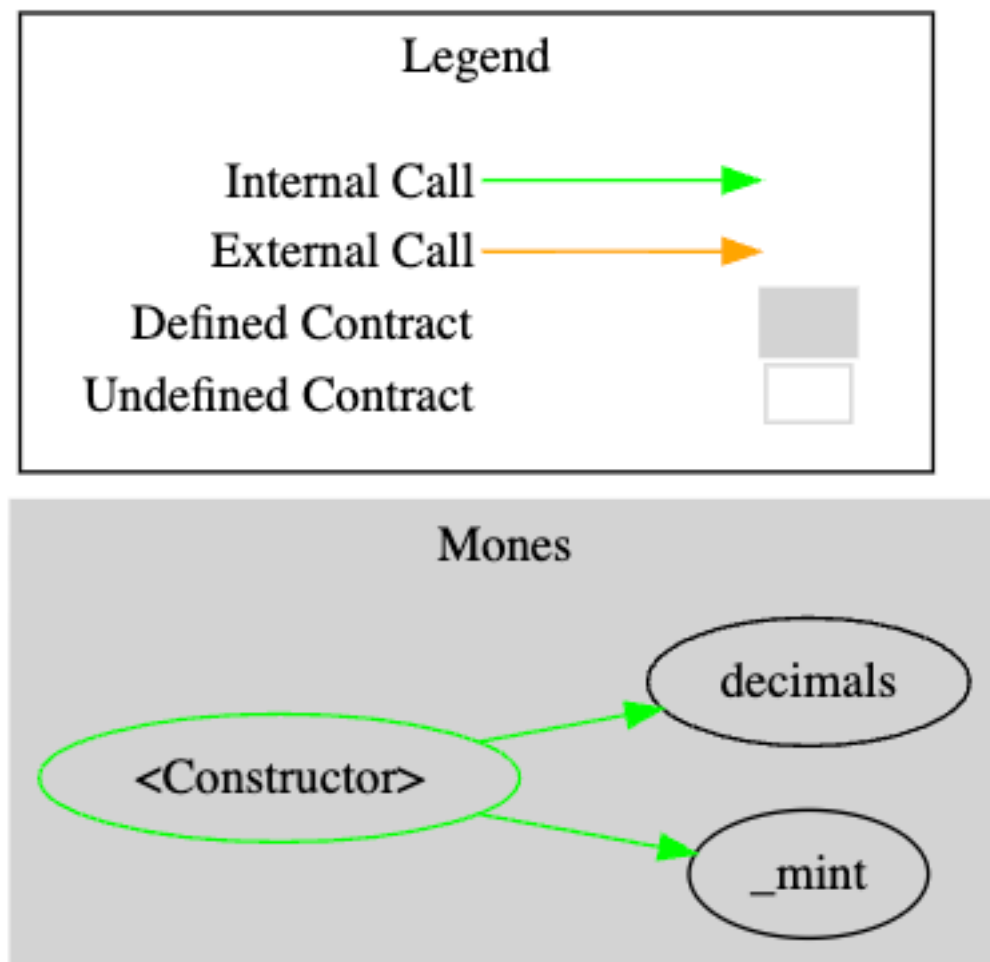 Legend
Internal Call
External Call
Defined Contract
Undefined Contract
Mones
decimals
<Constructor>
_mint